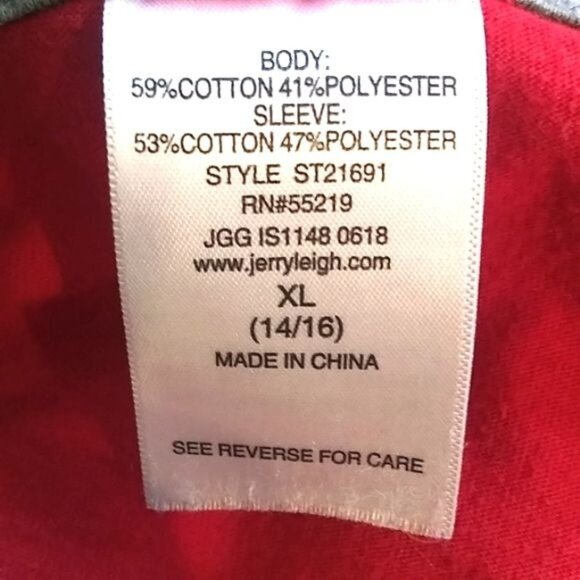 BODY:
59%COTTON 41%POLYESTER
SLEEVE:
53%COTTON 47%POLYESTER
STYLE ST21691
RN#55219
JGG IS1148 0618
www.jerryleigh.com
XL
(14/16)
MADE IN CHINA
SEE REVERSE FOR CARE